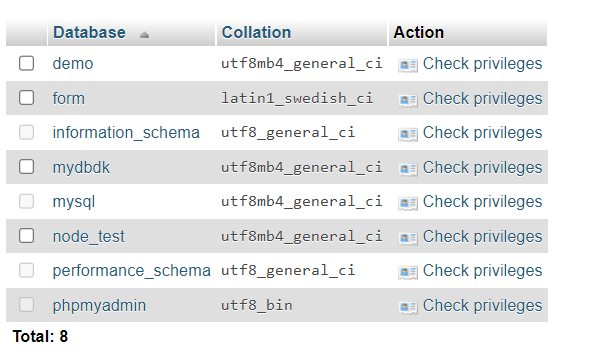 Database Collation Action
demo utf8mb4_general_ci Check privileges
form latin1_swedish_ci Check privileges
information_schema utf8_general_ci Check privileges
mydbdk utf8mb4_general_ci Check privileges
mysql utf8mb4_general_ci Check privileges
node_test utf8mb4_general_ci Check privileges
performance_schema utf8_general_ci Check privileges
phpmyadmin utf8_bin Check privileges
Total: 8